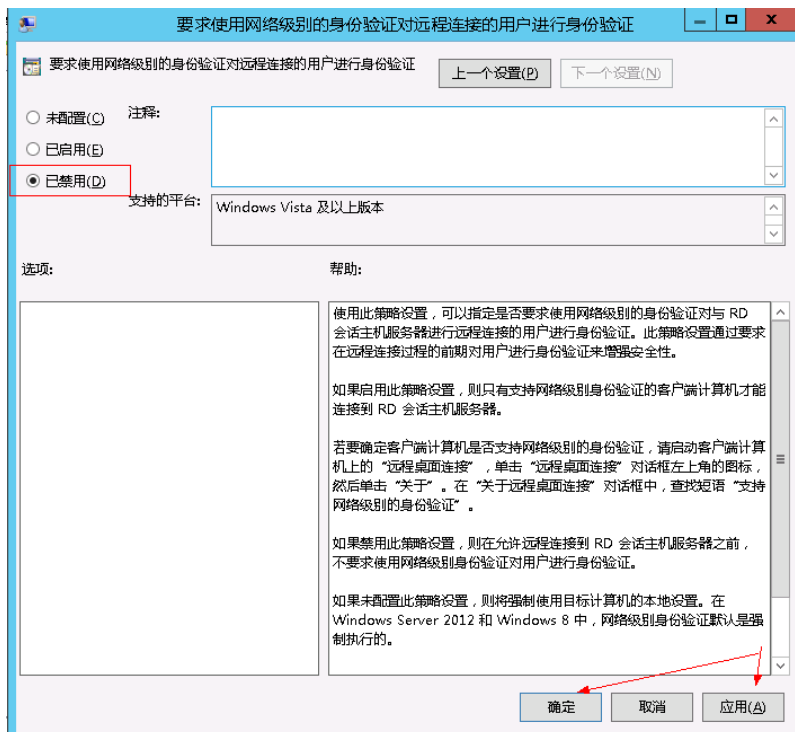 要求使用网络级别的身份验证对远程连接的用户进行身份验证
要求使用网络级别的身份验证对远程连接的用户进行身份验证
上一个设置(P)
下一个设置(N)
未配置(C)
注释:
已启用(E)
已禁用(D)
支持的平台:
Windows Vista 及以上版本
选项:
帮助:
使用此策略设置，可以指定是否要求使用网络级别的身份验证对与 RD
会话主机服务器进行远程连接的用户进行身份验证。此策略设置通过要求
在远程连接过程的前期对用户进行身份验证来增强安全性。
如果启用此策略设置，则只有支持网络级别身份验证的客户端计算机才能
连接到 RD 会话主机服务器。
若要确定客户端计算机是否支持网络级别的身份验证，请启动客户端计算
机上的“远程桌面连接”，单击“远程桌面连接”对话框左上角的图标，
然后单击“关于”。在“关于远程桌面连接”对话框中，查找短语“支持
网络级别的身份验证”。
如果禁用此策略设置，则在允许远程连接到 RD 会话主机服务器之前，
不要求使用网络级别身份验证对用户进行身份验证。
如果未配置此策略设置，则将强制使用目标计算机的本地设置。在
Windows Server 2012 和 Windows 8 中，网络级别身份验证默认是强
制执行的。
确定
取消
应用(A)